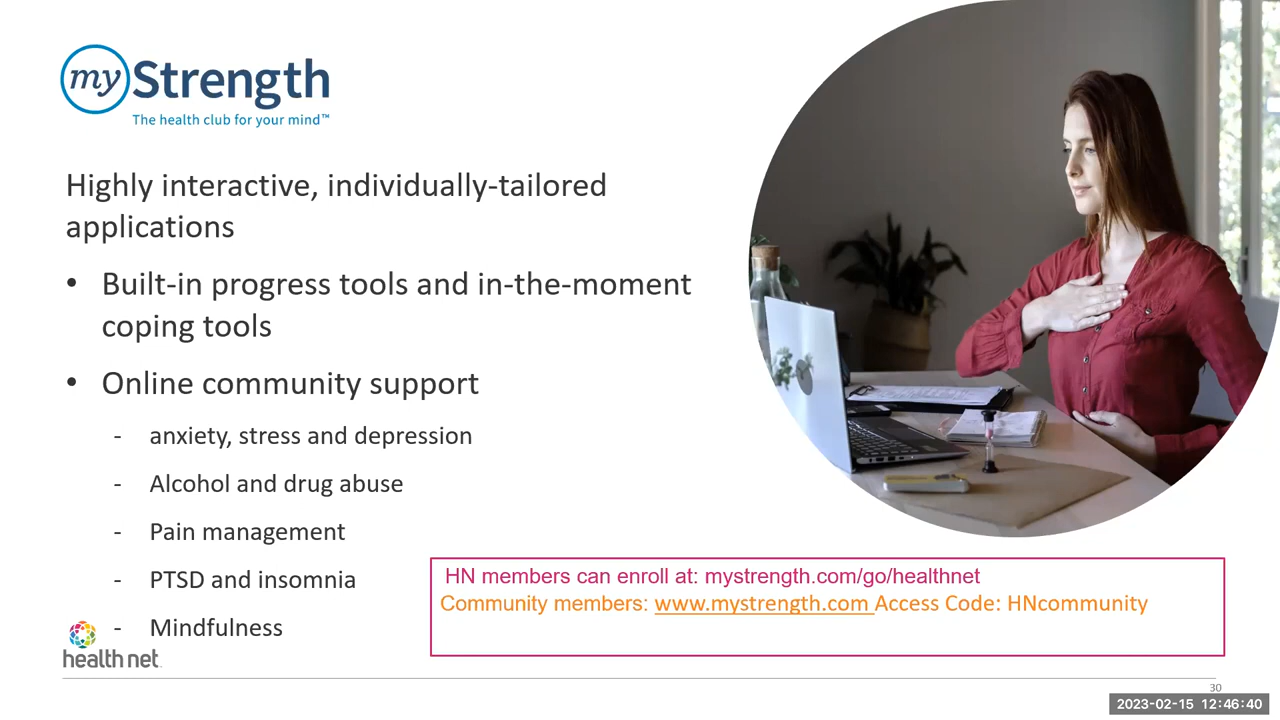 my Strength
The health club for your mind™
Highly interactive, individually-tailored
applications
• Built-in progress tools and in-the-moment
coping tools
• Online community support
- anxiety, stress and depression
- Alcohol and drug abuse
- Pain management
- PTSD and insomnia
- Mindfulness
HN members can enroll at: mystrength.com/go/healthnet
Community members: www.mystrength.com Access Code: HNcommunity
health net
30
2023-02-15 12:46:40